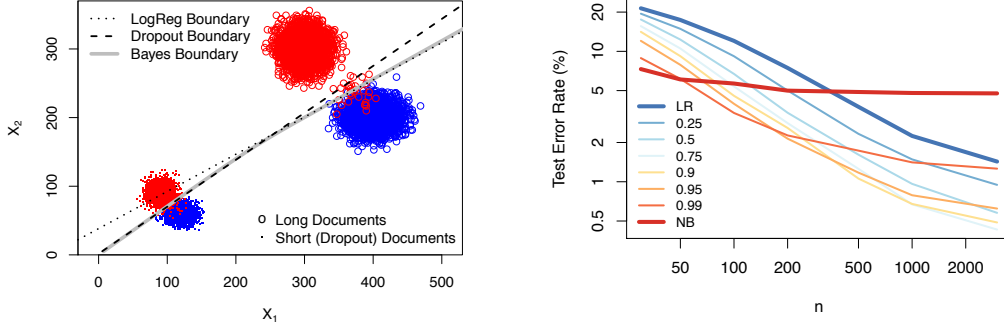 LogReg Boundary
Dropout Boundary
Bayes Boundary
Long Documents
Short (Dropout) Documents
X2
0
100
200
300
0 100 200 300 400 500
X1
Test Error Rate (%)
20
10
5
2
1
0.5
LR
0.25
0.5
0.75
0.9
0.95
0.99
NB
50 100 200 500 1000 2000
n